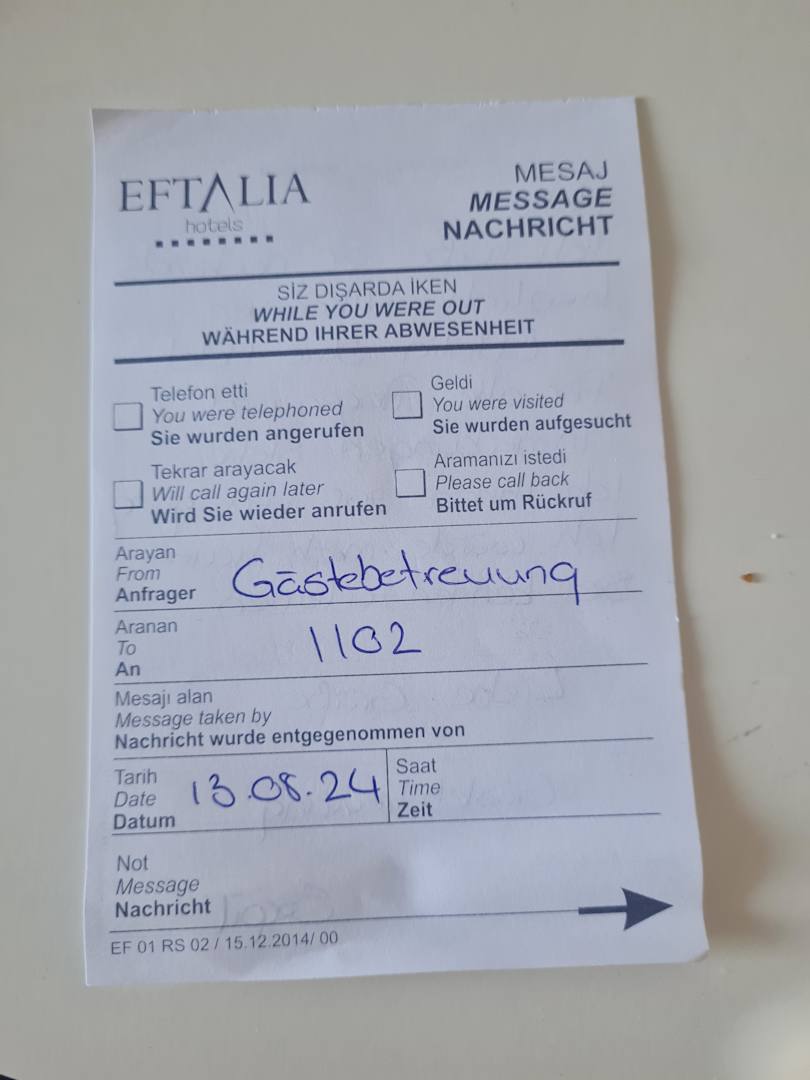 EFTALIA
hotels
MESAJ
MESSAGE
NACHRICHT
SİZ DIŞARDA İKEN
WHILE YOU WERE OUT
WÄHREND IHRER ABWESENHEIT
Telefon etti
You were telephoned
Sie wurden angerufen
Geldi
You were visited
Sie wurden aufgesucht
Tekrar arayacak
Will call again later
Wird Sie wieder anrufen
Aramanızı istedi
Please call back
Bittet um Rückruf
Arayan
From
Anfrager
Gästebetreuung
Aranan
To
An
1102
Mesajı alan
Message taken by
Nachricht wurde entgegenommen von
Tarih
Date
Datum
13.08.24
Saat
Time
Zeit
Not
Message
Nachricht
EF 01 RS 02 / 15.12.2014/ 00